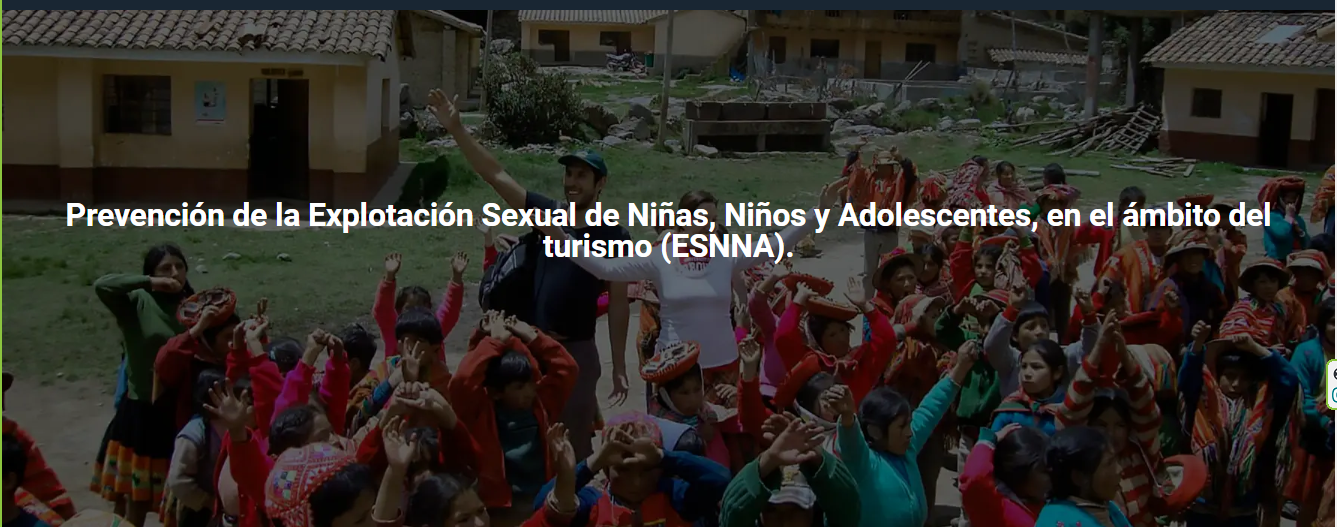 Prevención de la Explotación Sexual de Niñas, Niños y Adolescentes, en el ámbito del
turismo (ESNNA).